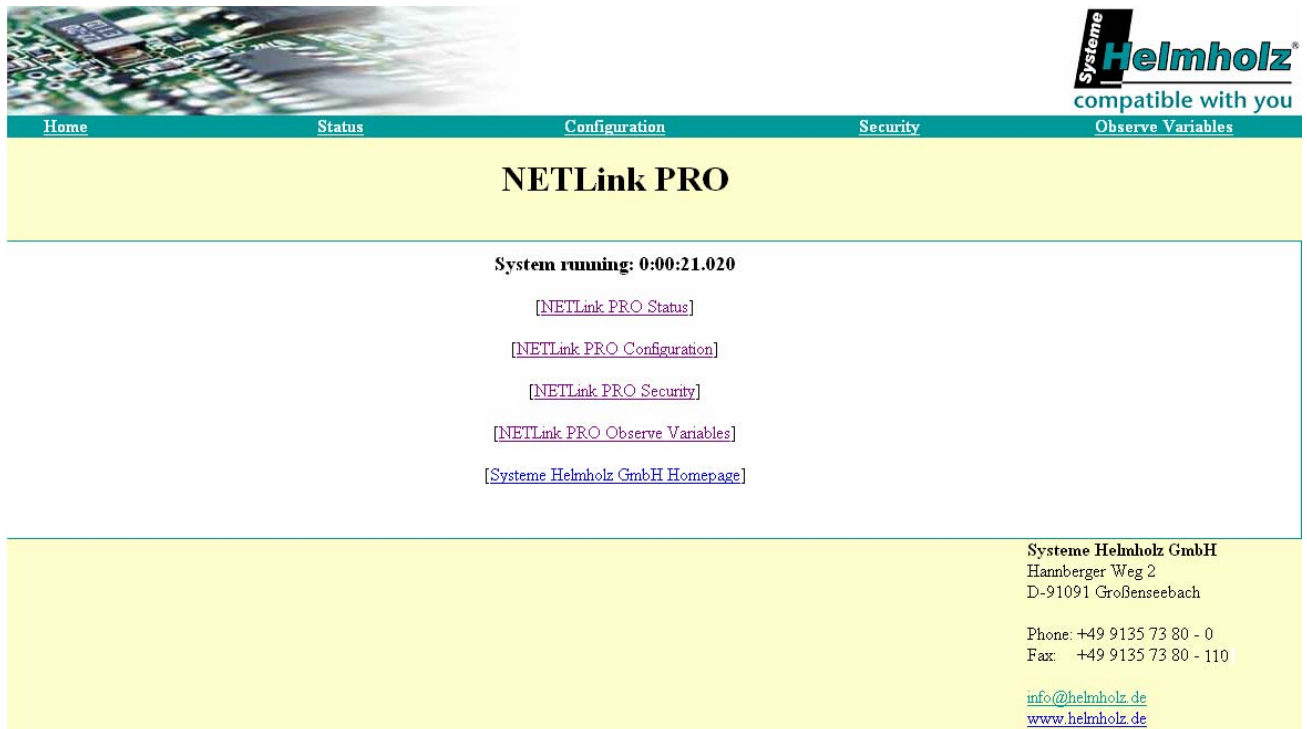 Systeme
Helmholz®
compatible with you
Home Status Configuration Security Observe Variables
NETLink PRO
System running: 0:00:21.020
[NETLink PRO Status]
[NETLink PRO Configuration]
[NETLink PRO Security]
[NETLink PRO Observe Variables]
[Systeme Helmholz GmbH Homepage]
Systeme Helmholz GmbH
Hannberger Weg 2
D-91091 Großenseebach
Phone: +49 9135 73 80 - 0
Fax: +49 9135 73 80 - 110
info@helmholz.de
www.helmholz.de